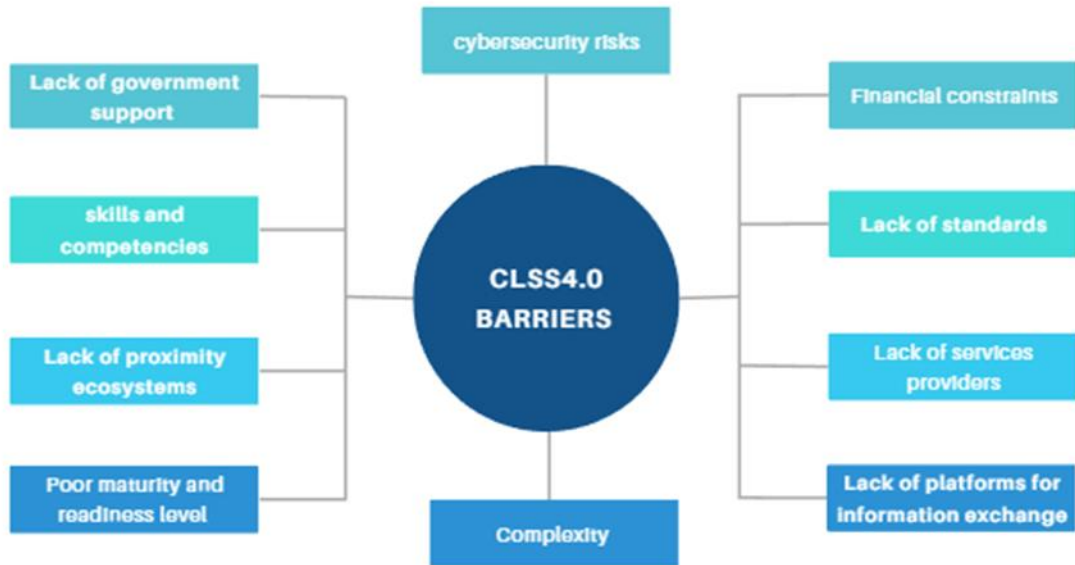 cybersecurity risks
Lack of government
support
Financial constraints
skills and
competencies
Lack of standards
CLSS4.0
BARRIERS
Lack of proximity
ecosystems
Lack of services
providers
Poor maturity and
readiness level
Lack of platforms for
information exchange
Complexity